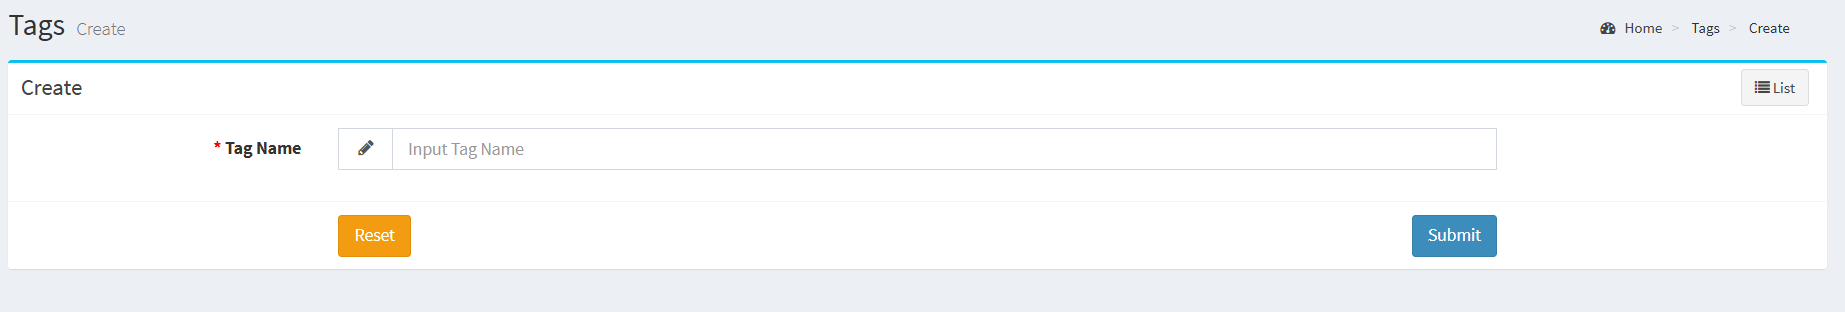 Tags Create
Home > Tags > Create
Create
List
* Tag Name
Input Tag Name
Reset
Submit